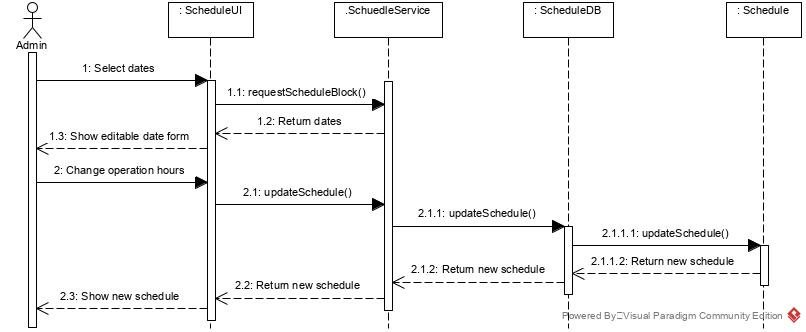 : ScheduleUI
.SchuedleService
: ScheduleDB
: Schedule
Admin
1: Select dates
1.1: requestScheduleBlock()
1.2: Return dates
1.3: Show editable date form
2: Change operation hours
2.1: updateSchedule()
2.1.1: updateSchedule()
2.1.1.1: updateSchedule()
2.1.1.2: Return new schedule
2.1.2: Return new schedule
2.2: Return new schedule
2.3: Show new schedule
Powered By Visual Paradigm Community Edition